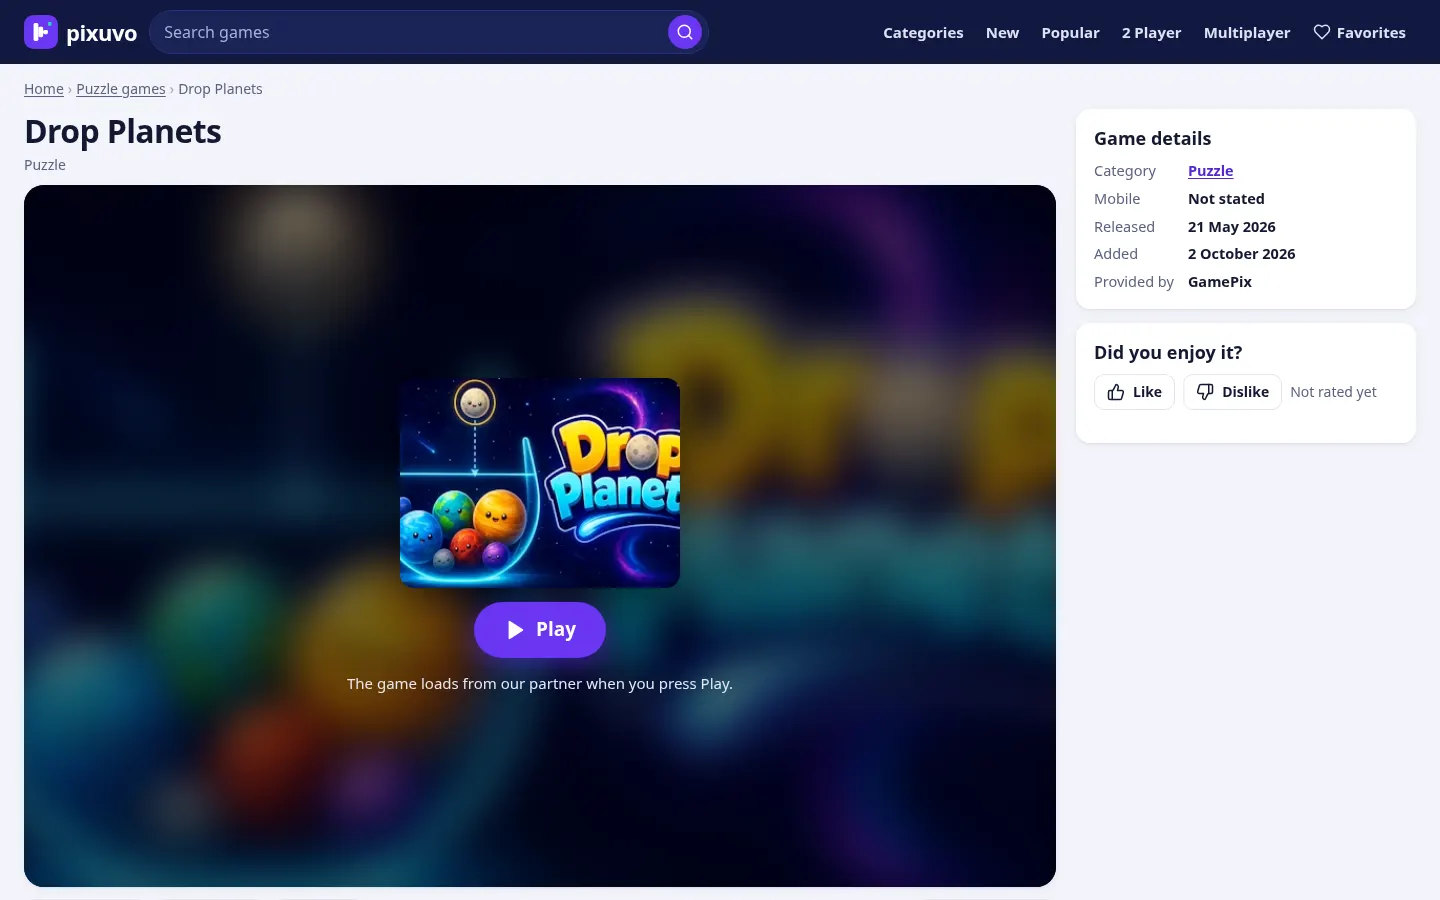 pixuvo
Search games
Categories
New
Popular
2 Player
Multiplayer
Favorites
Home › Puzzle games › Drop Planets
Drop Planets
Puzzle
Drop
Planet
Play
The game loads from our partner when you press Play.
Game details
Category Puzzle
Mobile Not stated
Released 21 May 2026
Added 2 October 2026
Provided by GamePix
Did you enjoy it?
Like
Dislike
Not rated yet